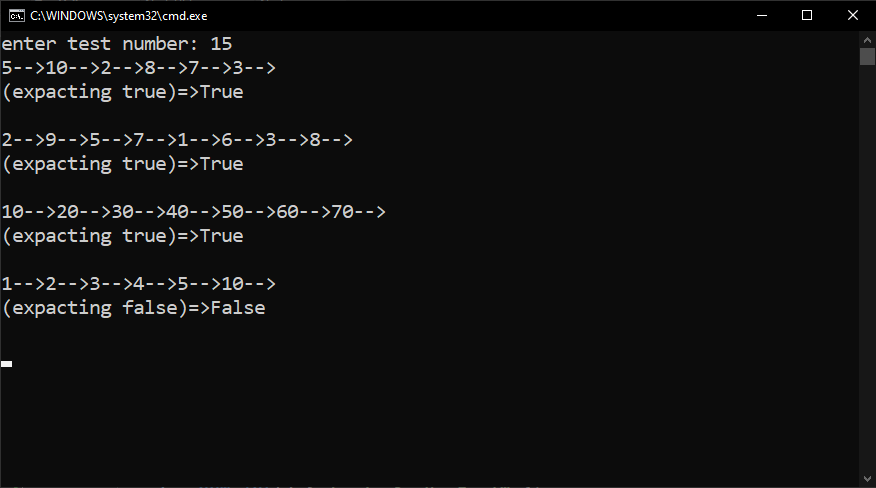 C:\WINDOWS\system32\cmd.exe
enter test number: 15
5-->10-->2-->8-->7-->3-->
(expacting true)=>True
2-->9-->5-->7-->1-->6-->3-->8-->
(expacting true)=>True
10-->20-->30-->40-->50-->60-->70-->
(expacting true)=>True
1-->2-->3-->4-->5-->10-->
(expacting false)=>False